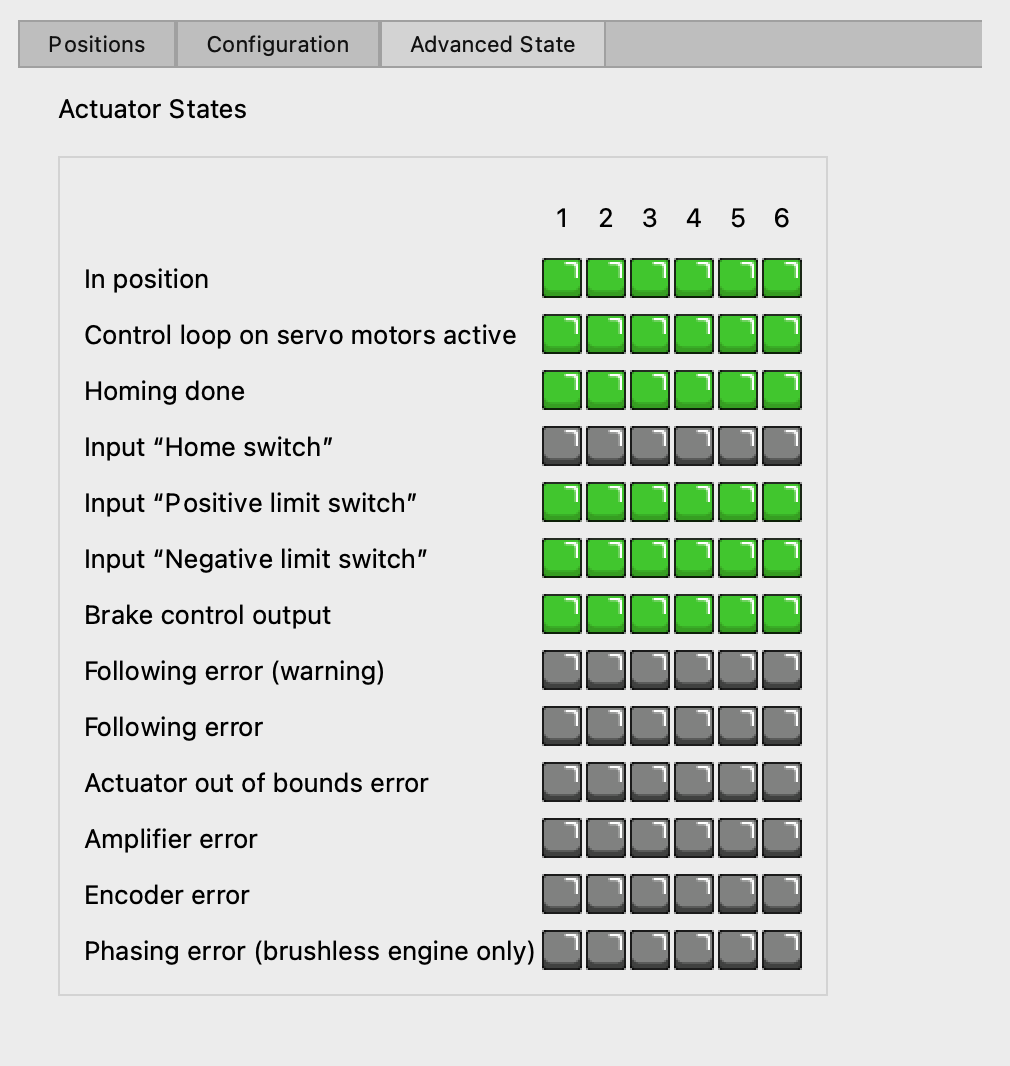 Positions Configuration Advanced State
Actuator States
1 2 3 4 5 6
In position
Control loop on servo motors active
Homing done
Input “Home switch”
Input “Positive limit switch”
Input “Negative limit switch”
Brake control output
Following error (warning)
Following error
Actuator out of bounds error
Amplifier error
Encoder error
Phasing error (brushless engine only)